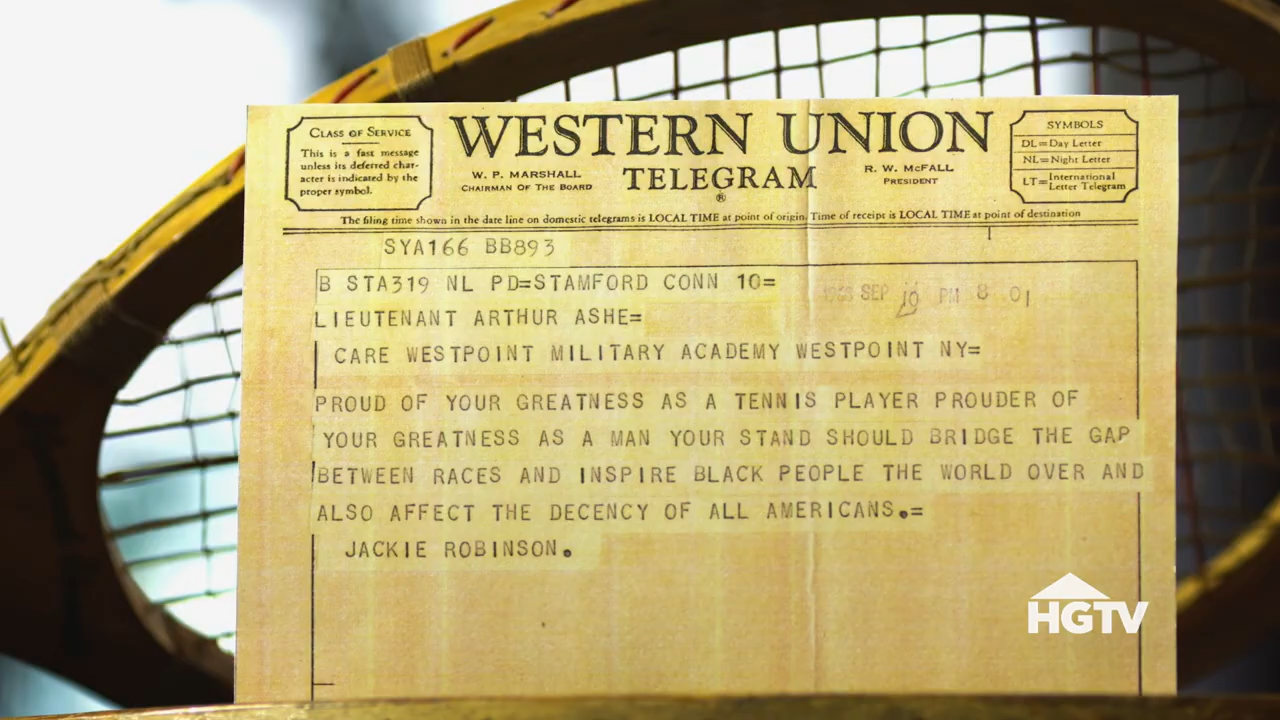 CLASS OF SERVICE
This is a fast message
unless its deferred char-
acter is indicated by the
proper symbol.
WESTERN UNION
TELEGRAM
®
W. P. MARSHALL
CHAIRMAN OF THE BOARD
R. W. McFALL
PRESIDENT
SYMBOLS
DL=Day Letter
NL=Night Letter
LT=International
Letter Telegram
The filing time shown in the date line on domestic telegrams is LOCAL TIME at point of origin. Time of receipt is LOCAL TIME at point of destination
SYA166 BB893
B STA319 NL PD=STAMFORD CONN 10=
SEP 10 PM 8 01
LIEUTENANT ARTHUR ASHE=
CARE WESTPOINT MILITARY ACADEMY WESTPOINT NY=
PROUD OF YOUR GREATNESS AS A TENNIS PLAYER PROUDER OF
YOUR GREATNESS AS A MAN YOUR STAND SHOULD BRIDGE THE GAP
BETWEEN RACES AND INSPIRE BLACK PEOPLE THE WORLD OVER AND
ALSO AFFECT THE DECENCY OF ALL AMERICANS.=
JACKIE ROBINSON.
HGTV